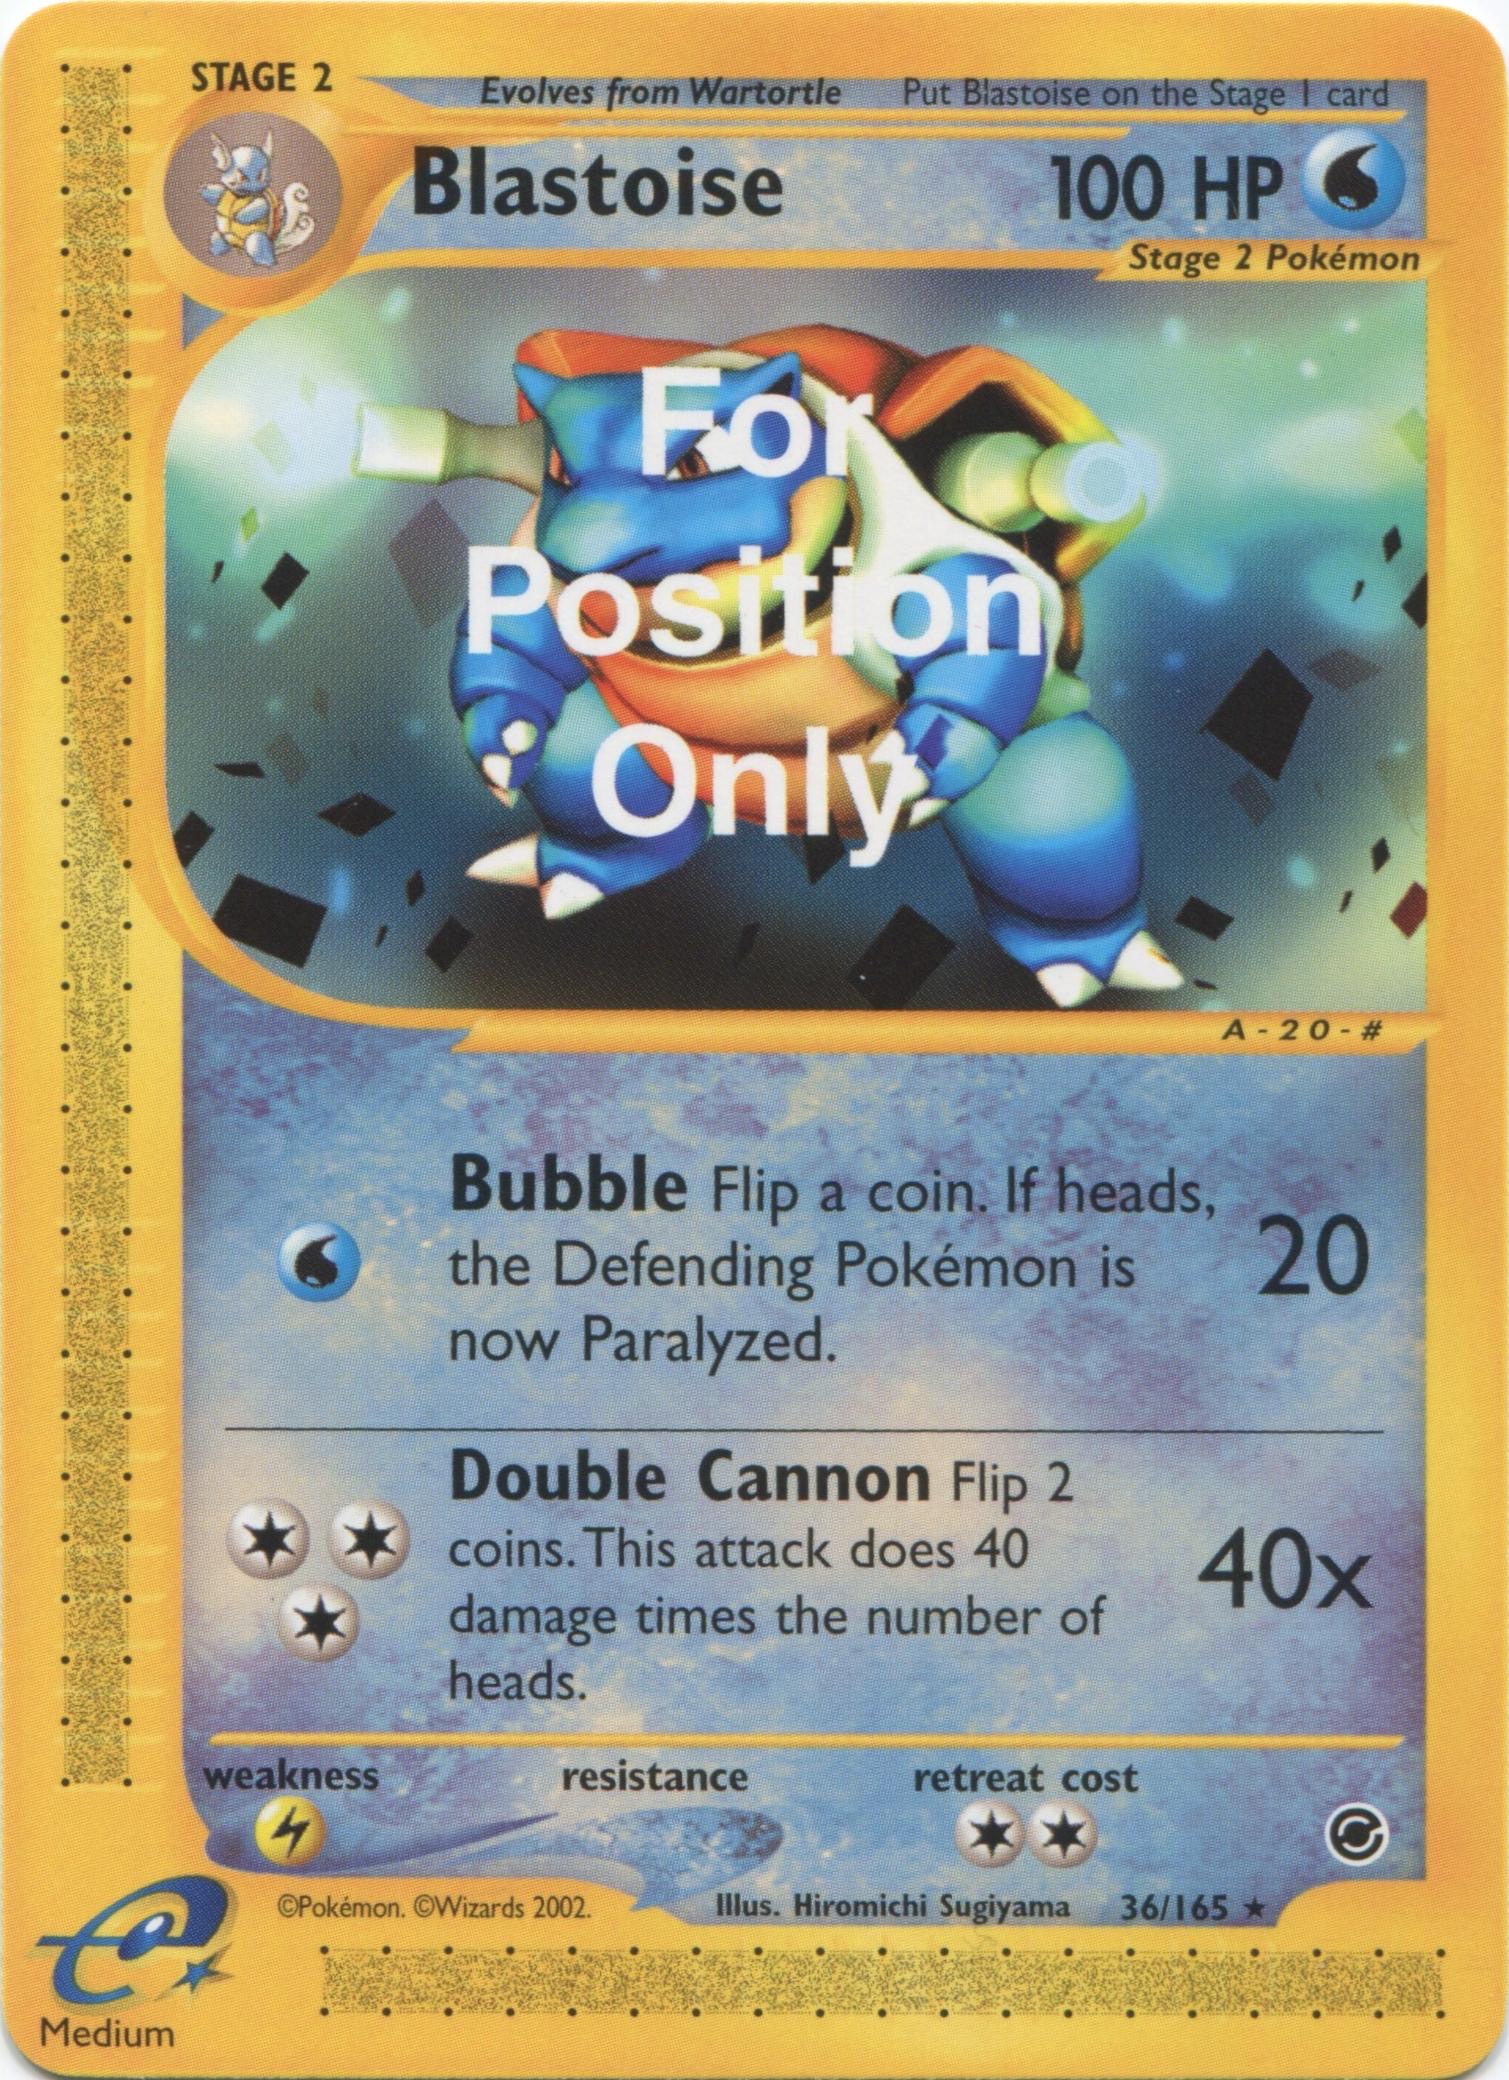 STAGE 2
Evolves from Wartortle Put Blastoise on the Stage 1 card
Blastoise 100 HP
Stage 2 Pokémon
For
Position
Only
A-20-#
Bubble Flip a coin. If heads,
the Defending Pokémon is
now Paralyzed.
20
Double Cannon Flip 2
coins. This attack does 40
damage times the number of
heads.
40x
weakness resistance retreat cost
©Pokémon. ©Wizards 2002. Illus. Hiromichi Sugiyama 36/165 ★
e
Medium